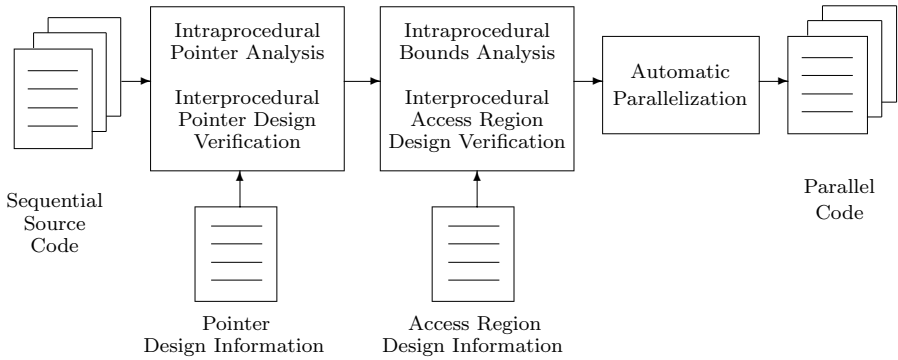 Intraprocedural
Pointer Analysis
Interprocedural
Pointer Design
Verification
Intraprocedural
Bounds Analysis
Interprocedural
Access Region
Design Verification
Automatic
Parallelization
Sequential
Source
Code
Parallel
Code
Pointer
Design Information
Access Region
Design Information